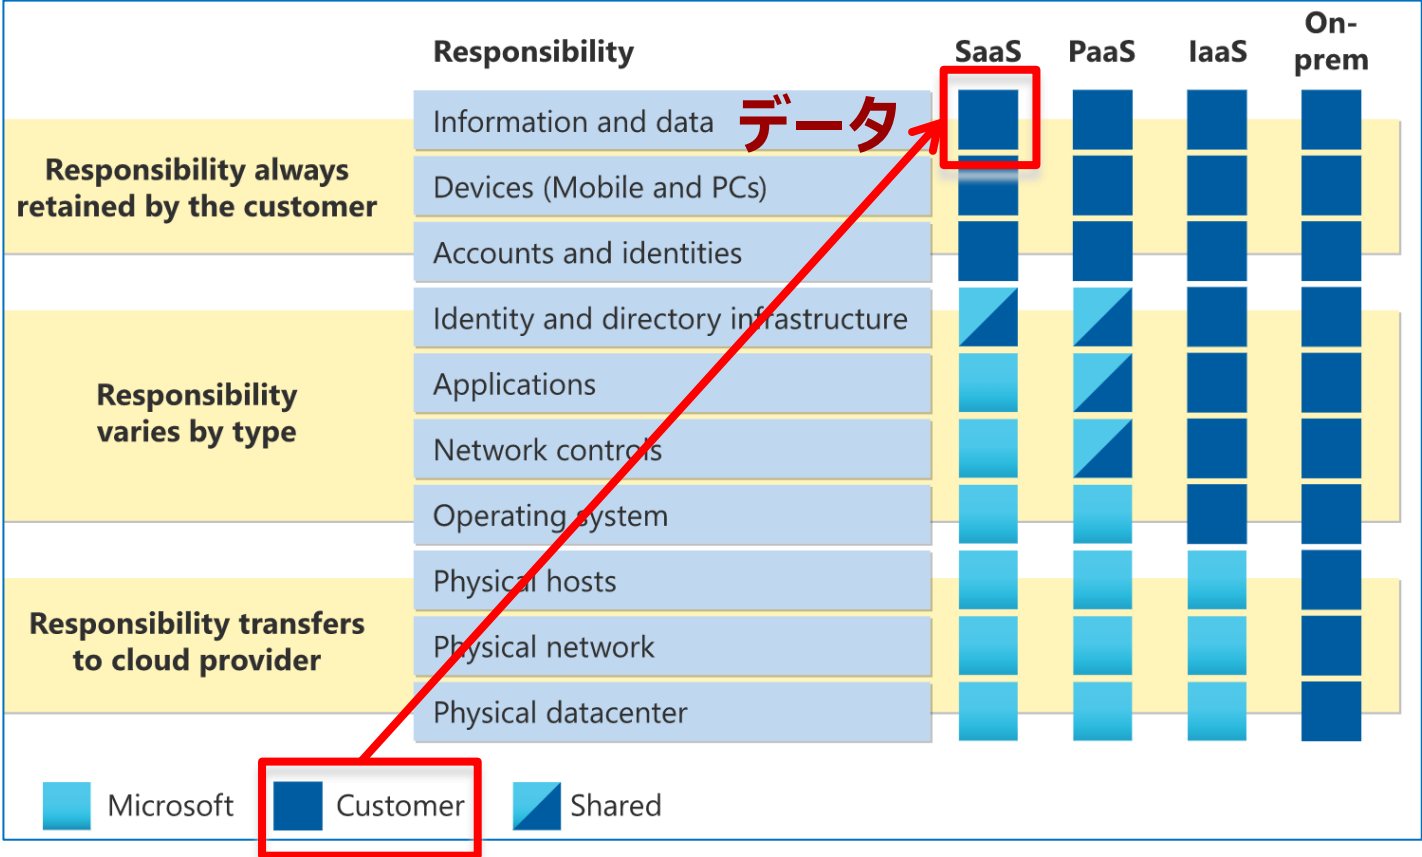 Responsibility
SaaS
PaaS
IaaS
On-
prem
Responsibility always
retained by the customer
Information and data
データ
Devices (Mobile and PCs)
Accounts and identities
Responsibility
varies by type
Identity and directory infrastructure
Applications
Network controls
Operating system
Responsibility transfers
to cloud provider
Physical hosts
Physical network
Physical datacenter
Microsoft
Customer
Shared